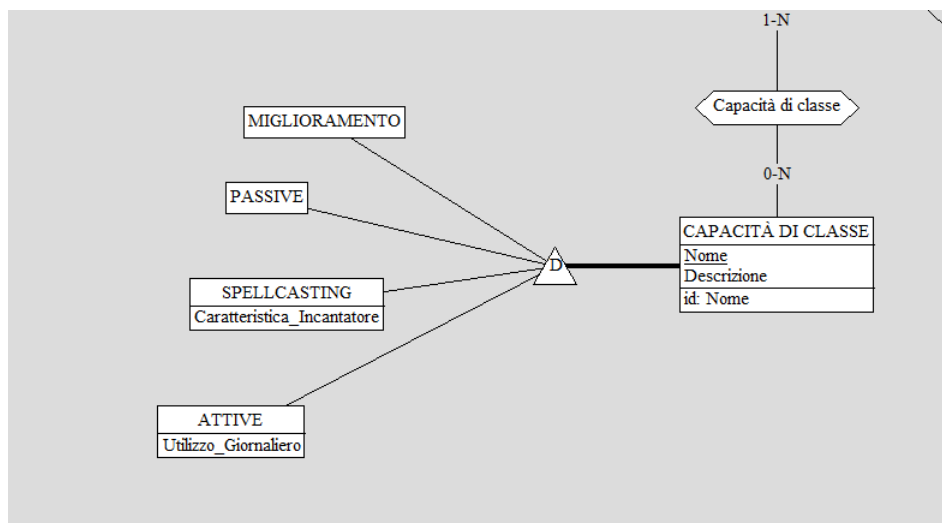 1-N
Capacità di classe
MIGLIORAMENTO
0-N
PASSIVE
CAPACITÀ DI CLASSE
Nome
Descrizione
id: Nome
D
SPELLCASTING
Caratteristica_Incantatore
ATTIVE
Utilizzo_Giornaliero